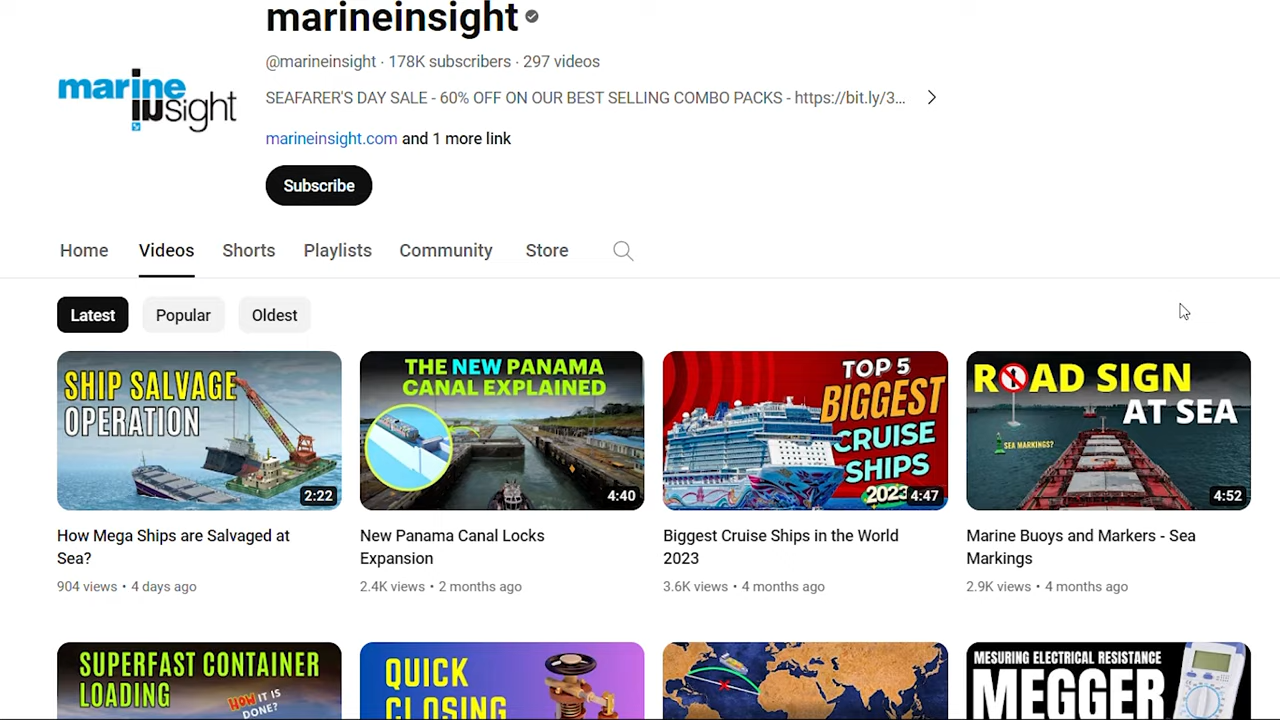 marineinsight
@marineinsight · 178K subscribers · 297 videos
marine
insight
SEAFARER'S DAY SALE - 60% OFF ON OUR BEST SELLING COMBO PACKS - https://bit.ly/3...
marineinsight.com and 1 more link
Subscribe
Home Videos Shorts Playlists Community Store
Latest Popular Oldest
SHIP SALVAGE
OPERATION
2:22
THE NEW PANAMA
CANAL EXPLAINED
4:40
TOP 5
BIGGEST
CRUISE
SHIPS
2023
4:47
ROAD SIGN
AT SEA
SEA MARKINGS?
4:52
How Mega Ships are Salvaged at
Sea?
904 views • 4 days ago
New Panama Canal Locks
Expansion
2.4K views • 2 months ago
Biggest Cruise Ships in the World
2023
3.6K views • 4 months ago
Marine Buoys and Markers - Sea
Markings
2.9K views • 4 months ago
SUPERFAST CONTAINER
LOADING
HOW IT IS
DONE?
QUICK
CLOSING
MESURING ELECTRICAL RESISTANCE
MEGGER